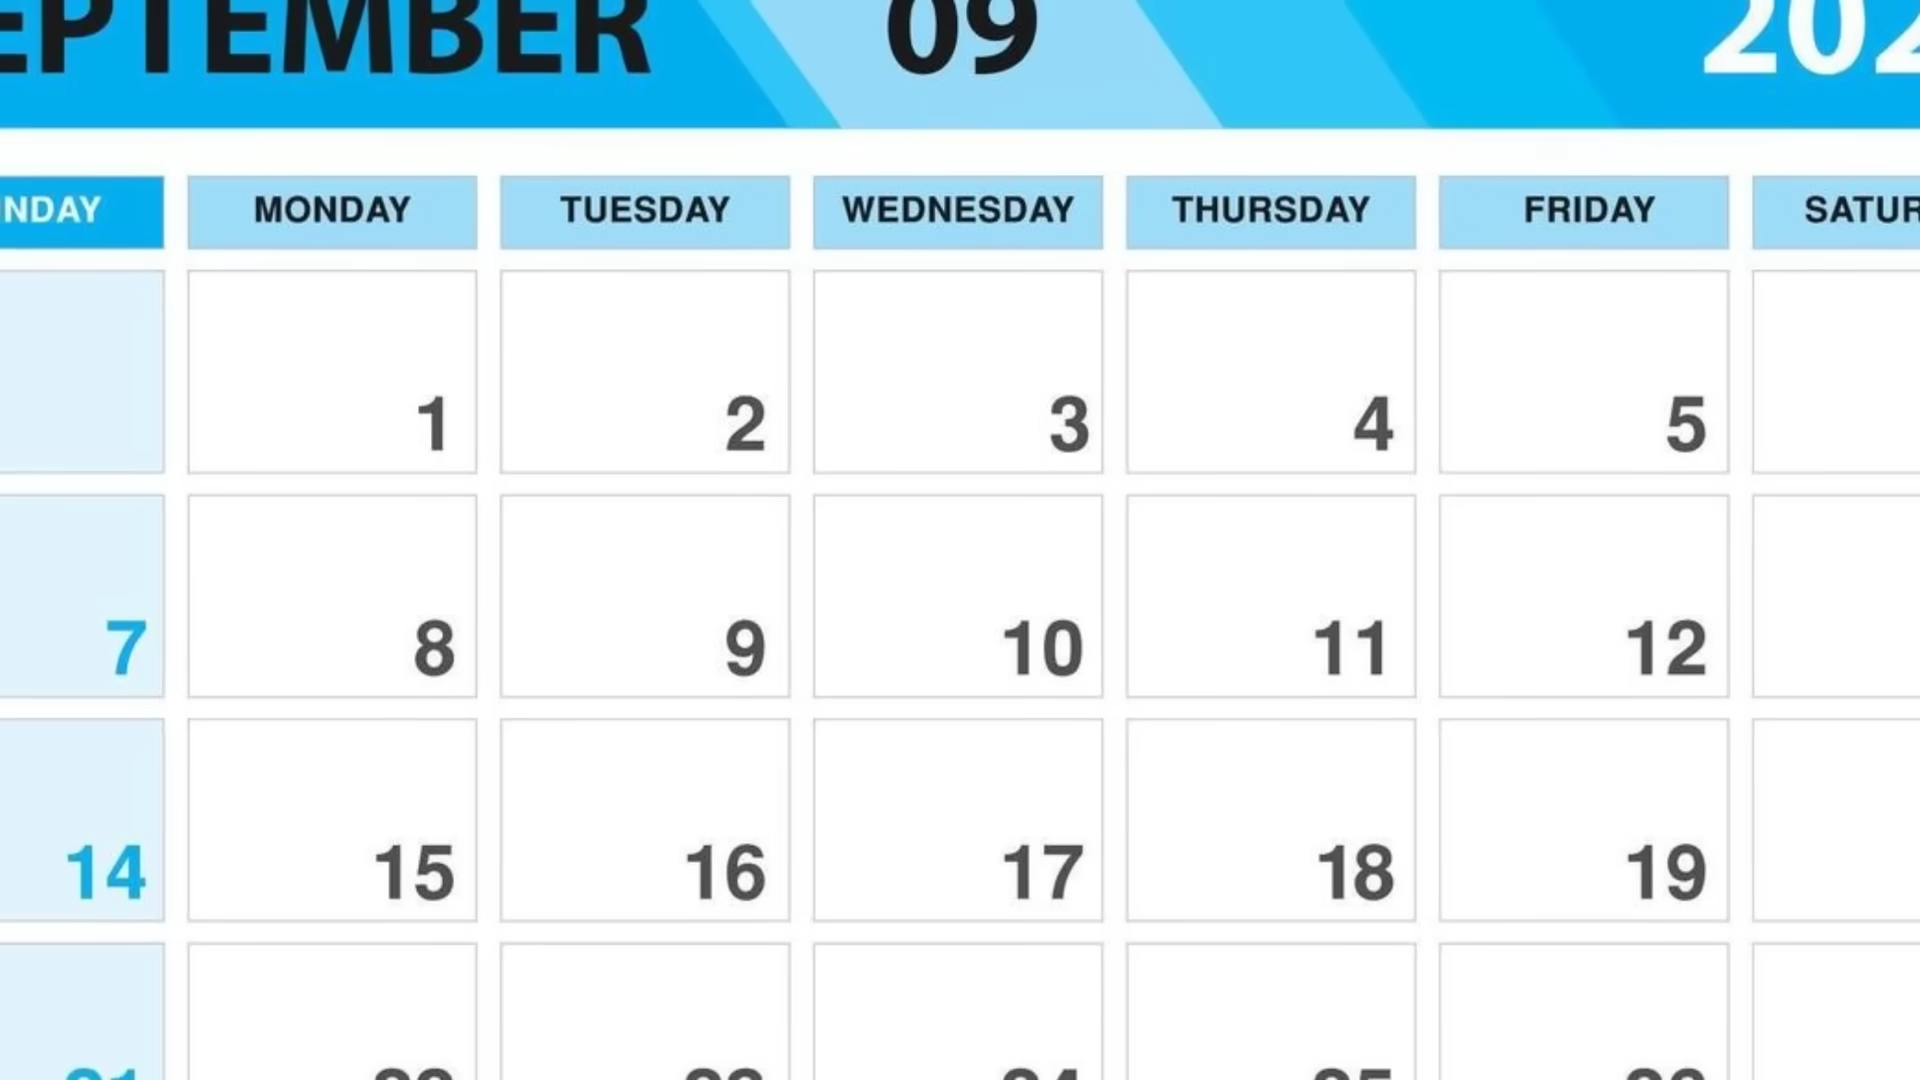 EPTEMBER 09 202
NDAY MONDAY TUESDAY WEDNESDAY THURSDAY FRIDAY SATUR
1 2 3 4 5
7 8 9 10 11 12
14 15 16 17 18 19